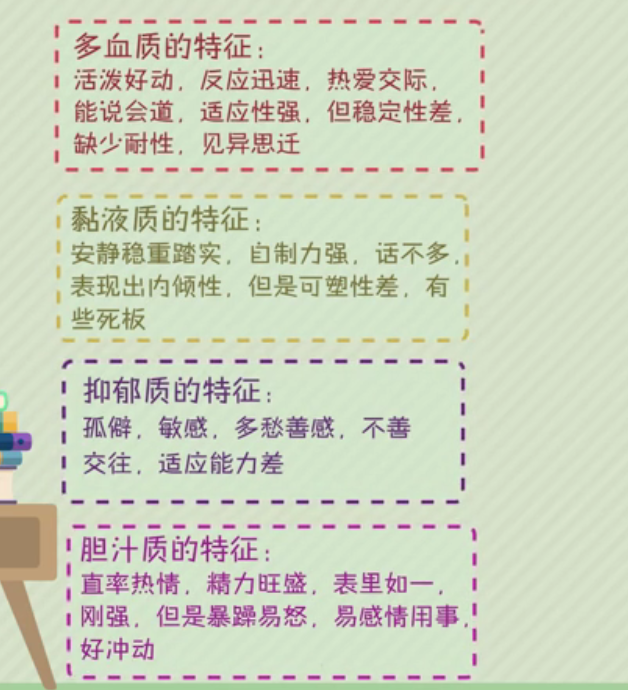 多血质的特征：
活泼好动，反应迅速，热爱交际，
能说会道，适应性强，但稳定性差，
缺少耐性，见异思迁
黏液质的特征：
安静稳重踏实，自制力强，话不多，
表现出内倾性，但是可塑性差，有
些死板
抑郁质的特征：
孤僻，敏感，多愁善感，不善
交往，适应能力差
胆汁质的特征：
直率热情，精力旺盛，表里如一，
刚强，但是暴躁易怒，易感情用事，
好冲动